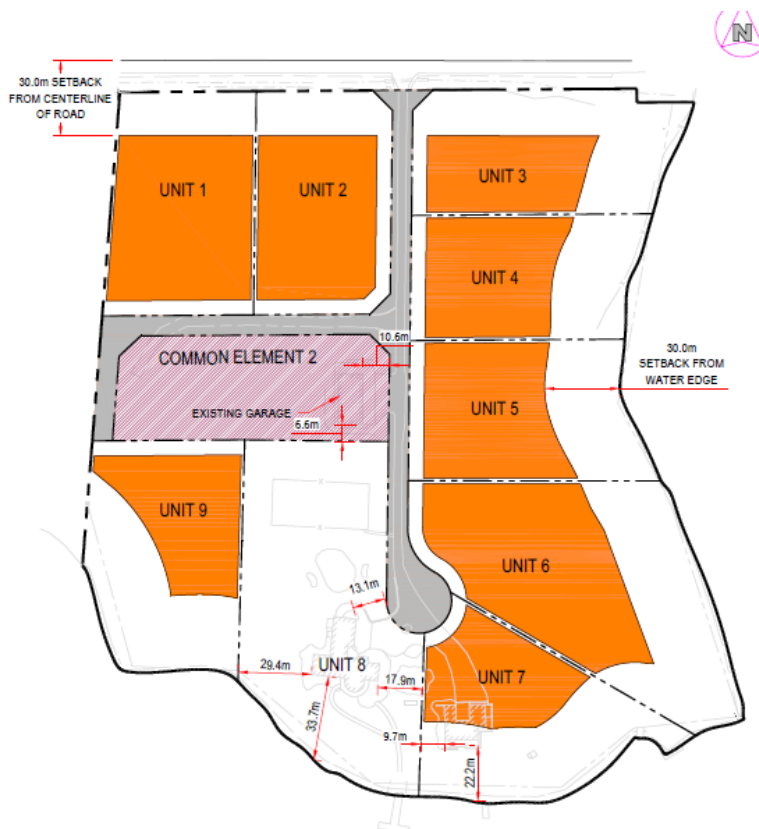 N
30.0m SETBACK
FROM CENTERLINE
OF ROAD
UNIT 1
UNIT 2
UNIT 3
UNIT 4
10.6m
COMMON ELEMENT 2
30.0m
SETBACK FROM
WATER EDGE
EXISTING GARAGE
6.6m
UNIT 5
UNIT 9
UNIT 6
13.1m
UNIT 8
29.4m
17.9m
UNIT 7
33.7m
9.7m
22.2m